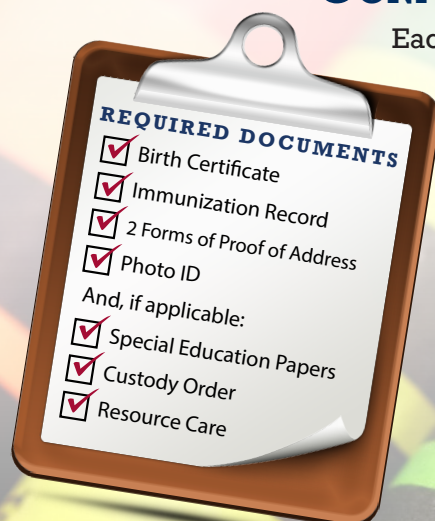 Eac
REQUIRED DOCUMENTS
Birth Certificate
Immunization Record
2 Forms of Proof of Address
Photo ID
And, if applicable:
Special Education Papers
Custody Order
Resource Care